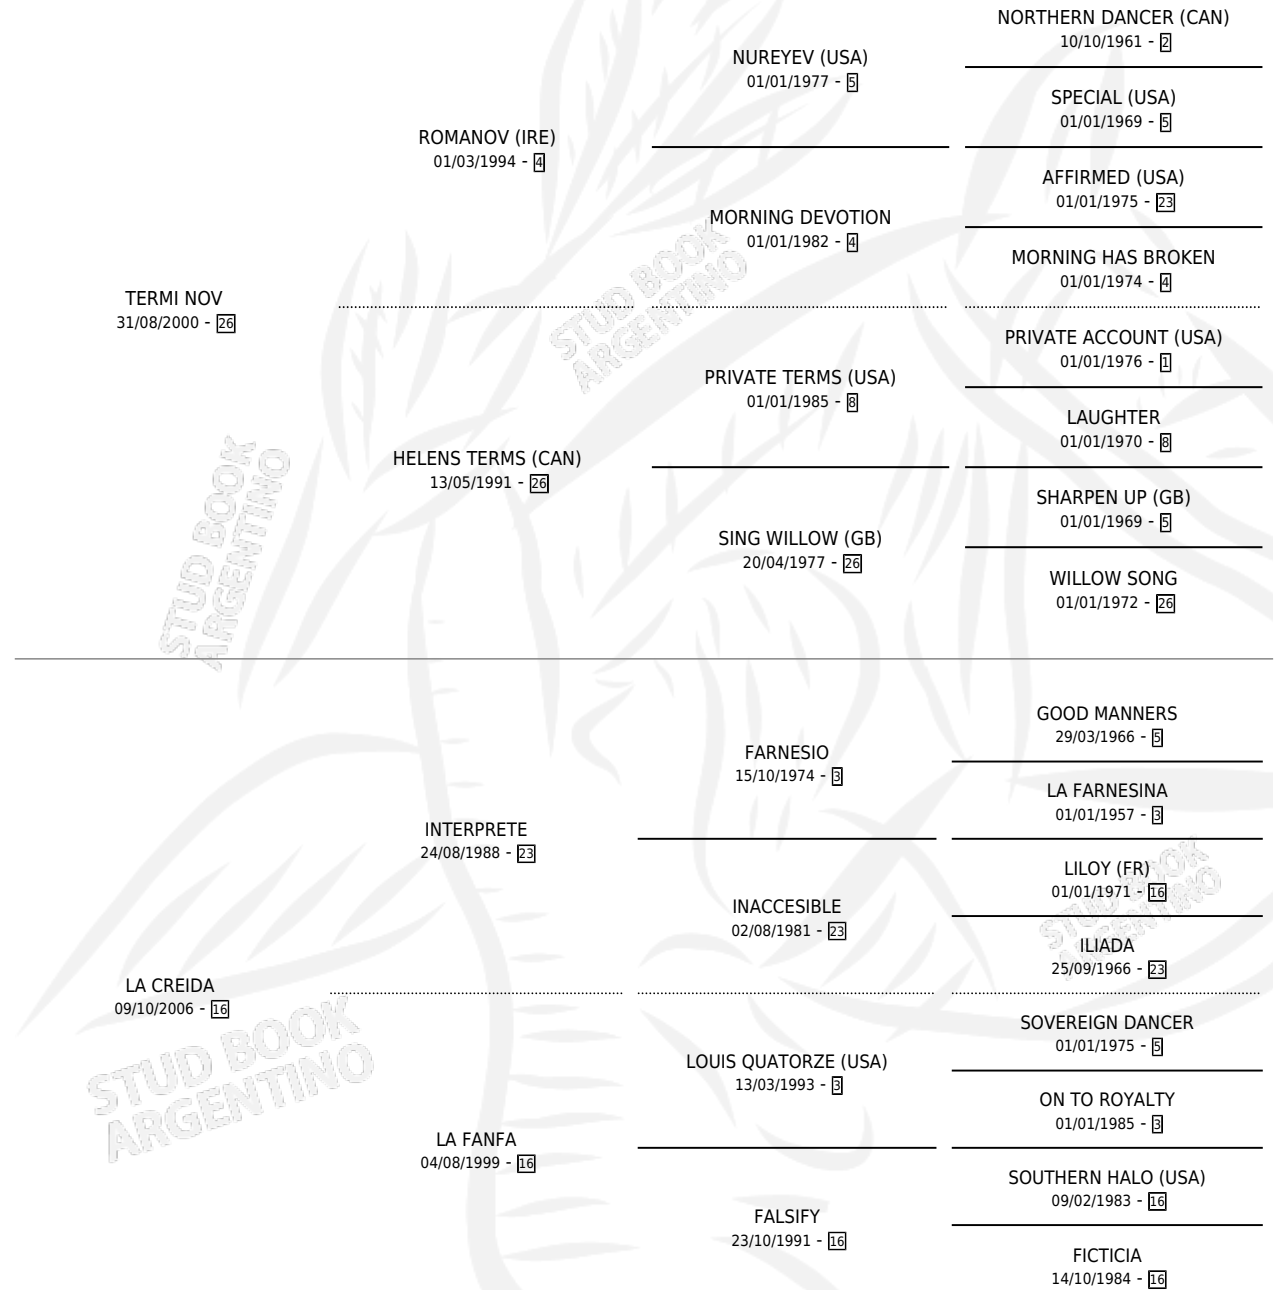 NORTHERN DANCER (CAN)
10/10/1961 - 2
NUREYEV (USA)
01/01/1977 - 5
SPECIAL (USA)
01/01/1969 - 5
ROMANOV (IRE)
01/03/1994 - 4
AFFIRMED (USA)
01/01/1975 - 23
MORNING DEVOTION
01/01/1982 - 4
MORNING HAS BROKEN
01/01/1974 - 4
TERMI NOV
31/08/2000 - 26
STUD BOOK
ARGENTINO
PRIVATE ACCOUNT (USA)
01/01/1976 - 1
PRIVATE TERMS (USA)
01/01/1985 - 8
LAUGHTER
01/01/1970 - 8
HELENS TERMS (CAN)
13/05/1991 - 26
SHARPEN UP (GB)
01/01/1969 - 5
SING WILLOW (GB)
20/04/1977 - 26
WILLOW SONG
01/01/1972 - 26
STUD BOOK
ARGENTINO
GOOD MANNERS
29/03/1966 - 5
FARNESIO
15/10/1974 - 3
LA FARNESINA
01/01/1957 - 3
INTERPRETE
24/08/1988 - 23
LILOY (FR)
01/01/1971 - 16
INACCESIBLE
02/08/1981 - 23
ILIADA
25/09/1966 - 23
STUD BOOK
ARGENTINO
LA CREIDA
09/10/2006 - 16
SOVEREIGN DANCER
01/01/1975 - 5
LOUIS QUATORZE (USA)
13/03/1993 - 3
ON TO ROYALTY
01/01/1985 - 3
STUD BOOK
ARGENTINO
LA FANFA
04/08/1999 - 16
SOUTHERN HALO (USA)
09/02/1983 - 16
FALSIFY
23/10/1991 - 16
FICTICIA
14/10/1984 - 16